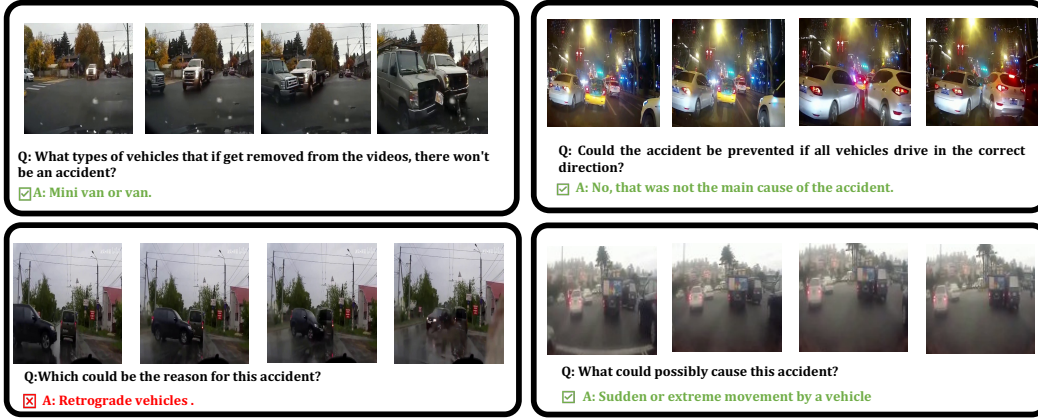 Q: What types of vehicles that if get removed from the videos, there won't
be an accident?
A: Mini van or van.
Q: Could the accident be prevented if all vehicles drive in the correct
direction?
A: No, that was not the main cause of the accident.
Q:Which could be the reason for this accident?
A: Retrograde vehicles .
Q: What could possibly cause this accident?
A: Sudden or extreme movement by a vehicle